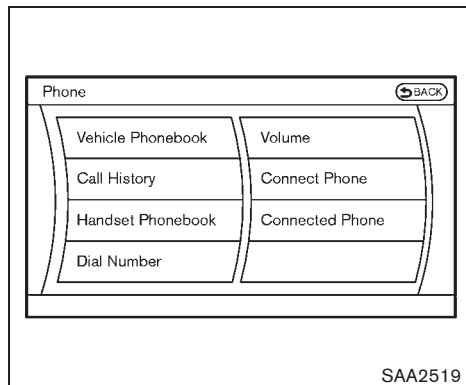 Phone
BACK
Vehicle Phonebook
Volume
Call History
Connect Phone
Handset Phonebook
Connected Phone
Dial Number
SAA2519